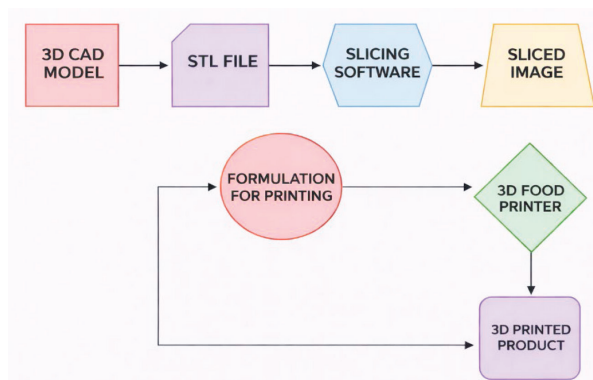 3D CAD
MODEL
STL FILE
SLICING
SOFTWARE
SLICED
IMAGE
FORMULATION
FOR PRINTING
3D FOOD
PRINTER
3D PRINTED
PRODUCT